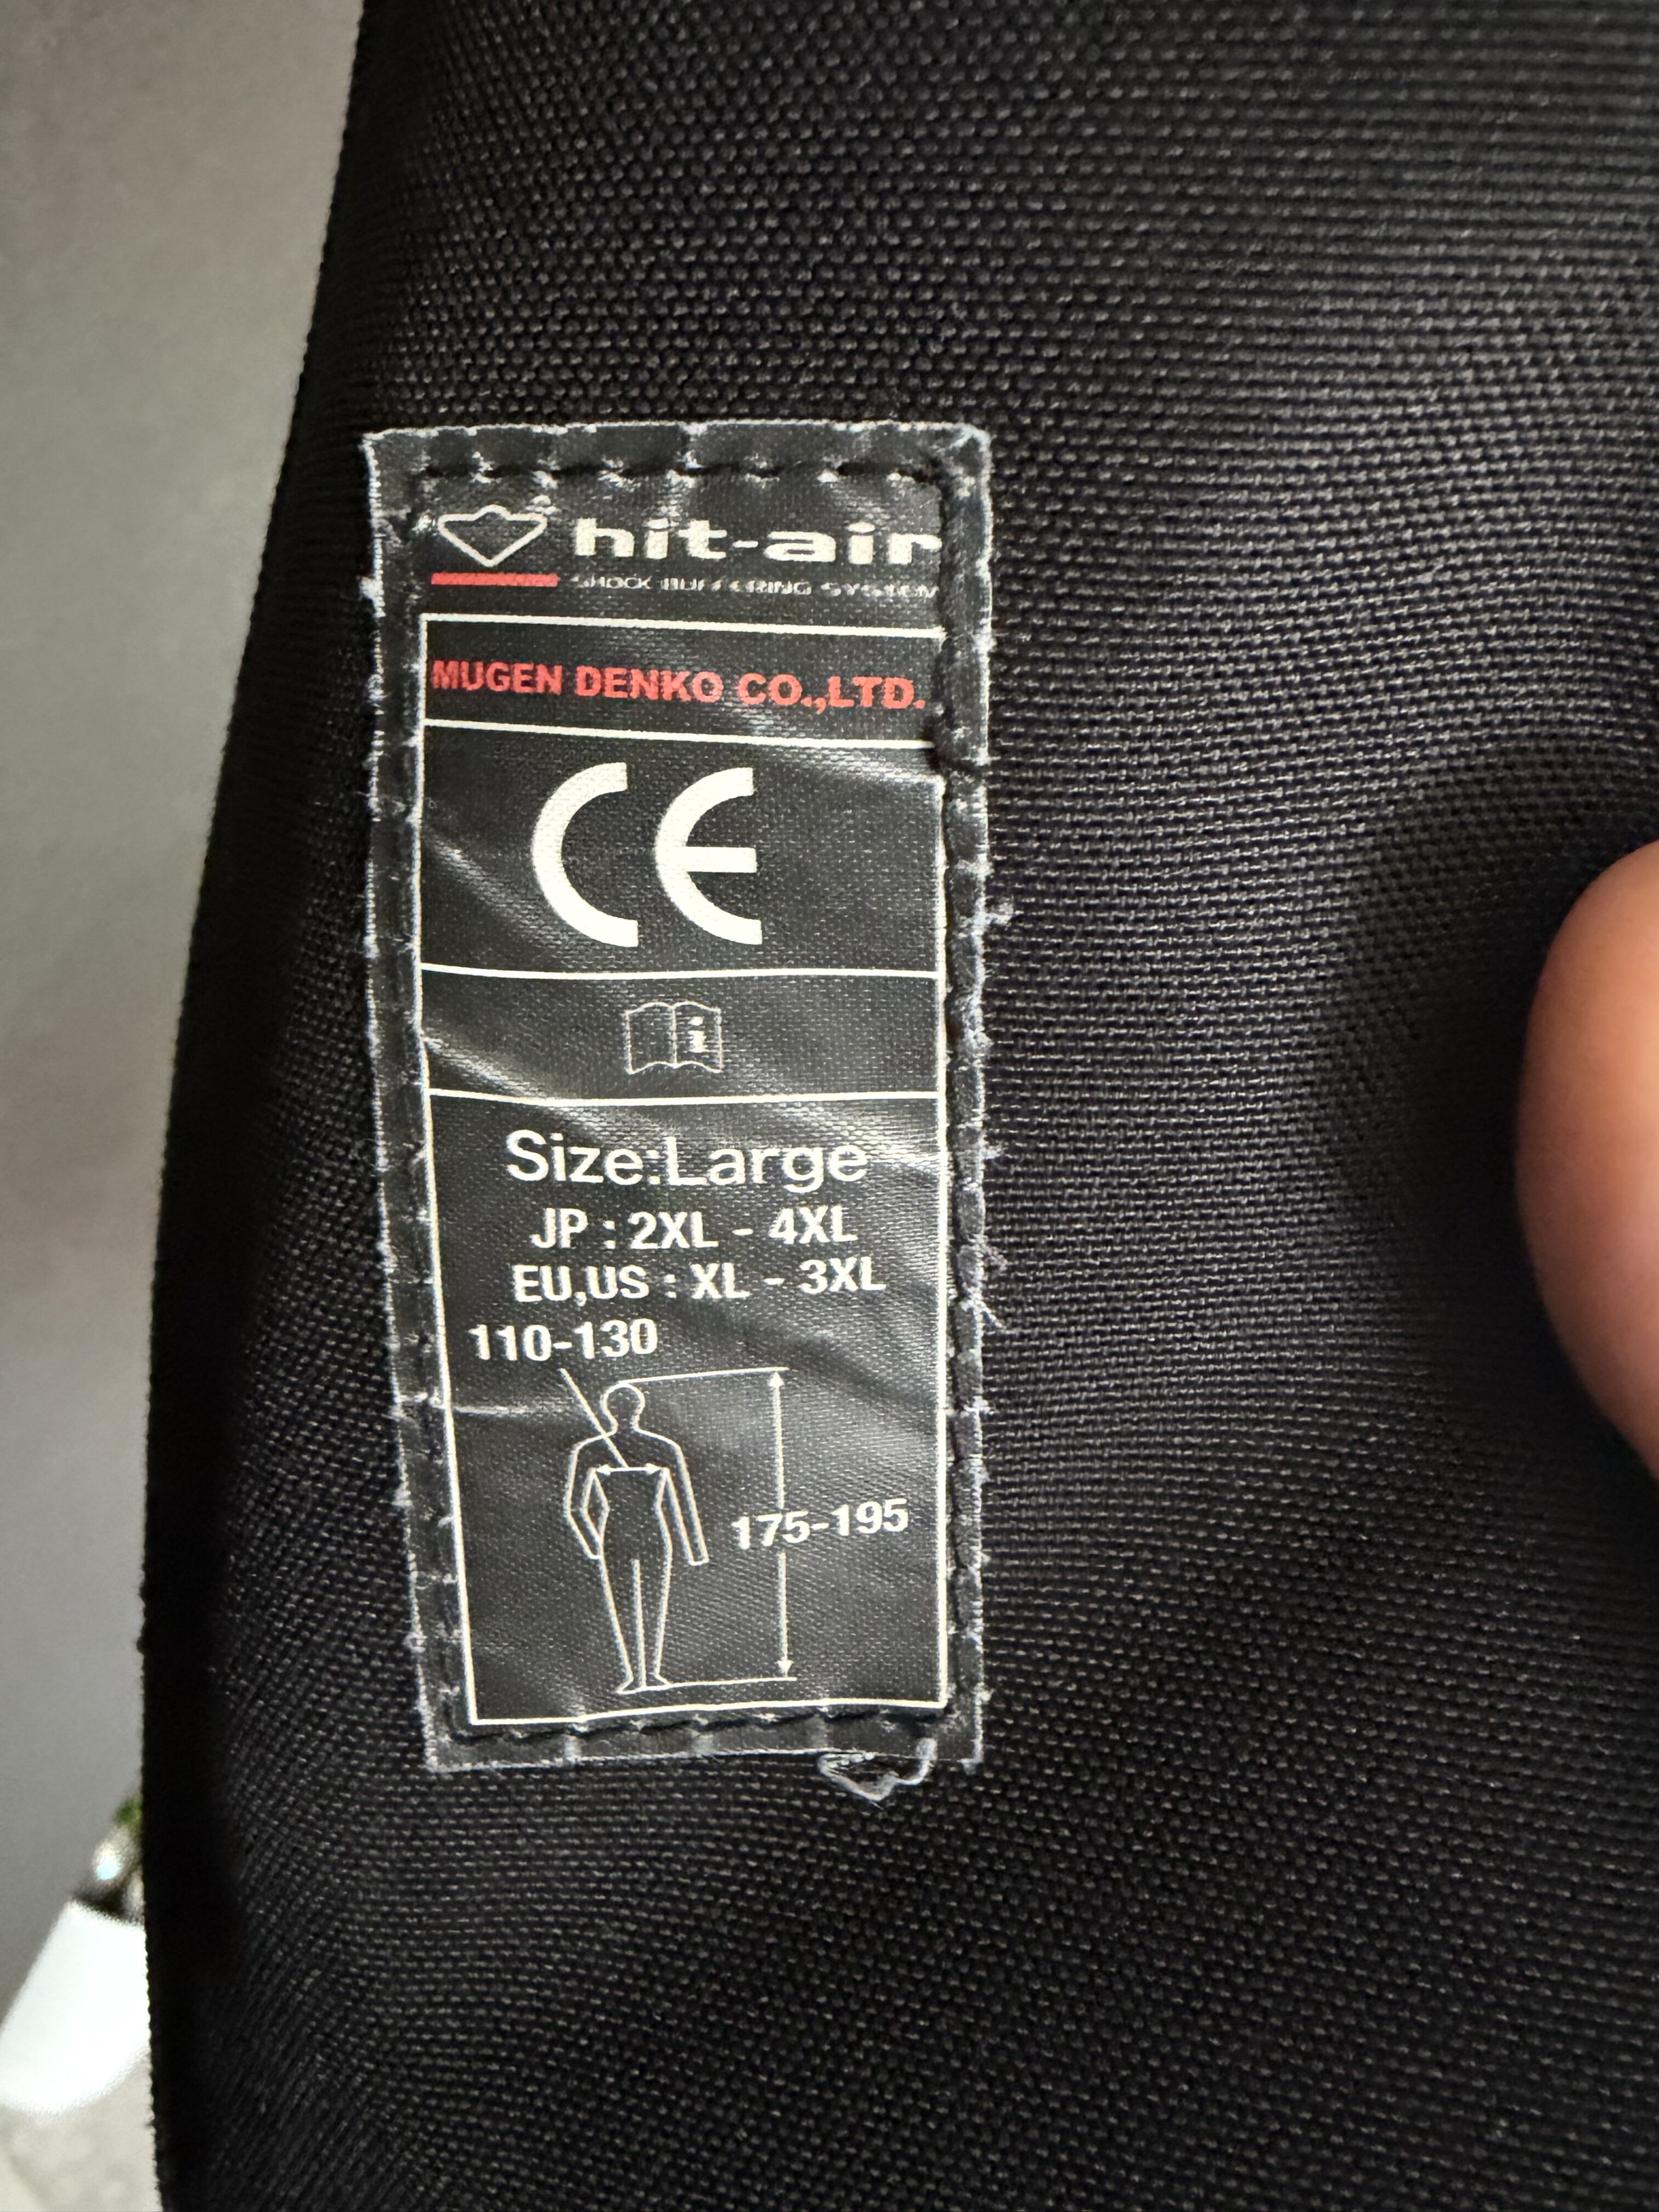 hit-air
SHOCK BUFFERING SYSTEM
MUGEN DENKO CO.,LTD.
CE
i
Size:Large
JP : 2XL - 4XL
EU,US : XL - 3XL
110-130
175-195